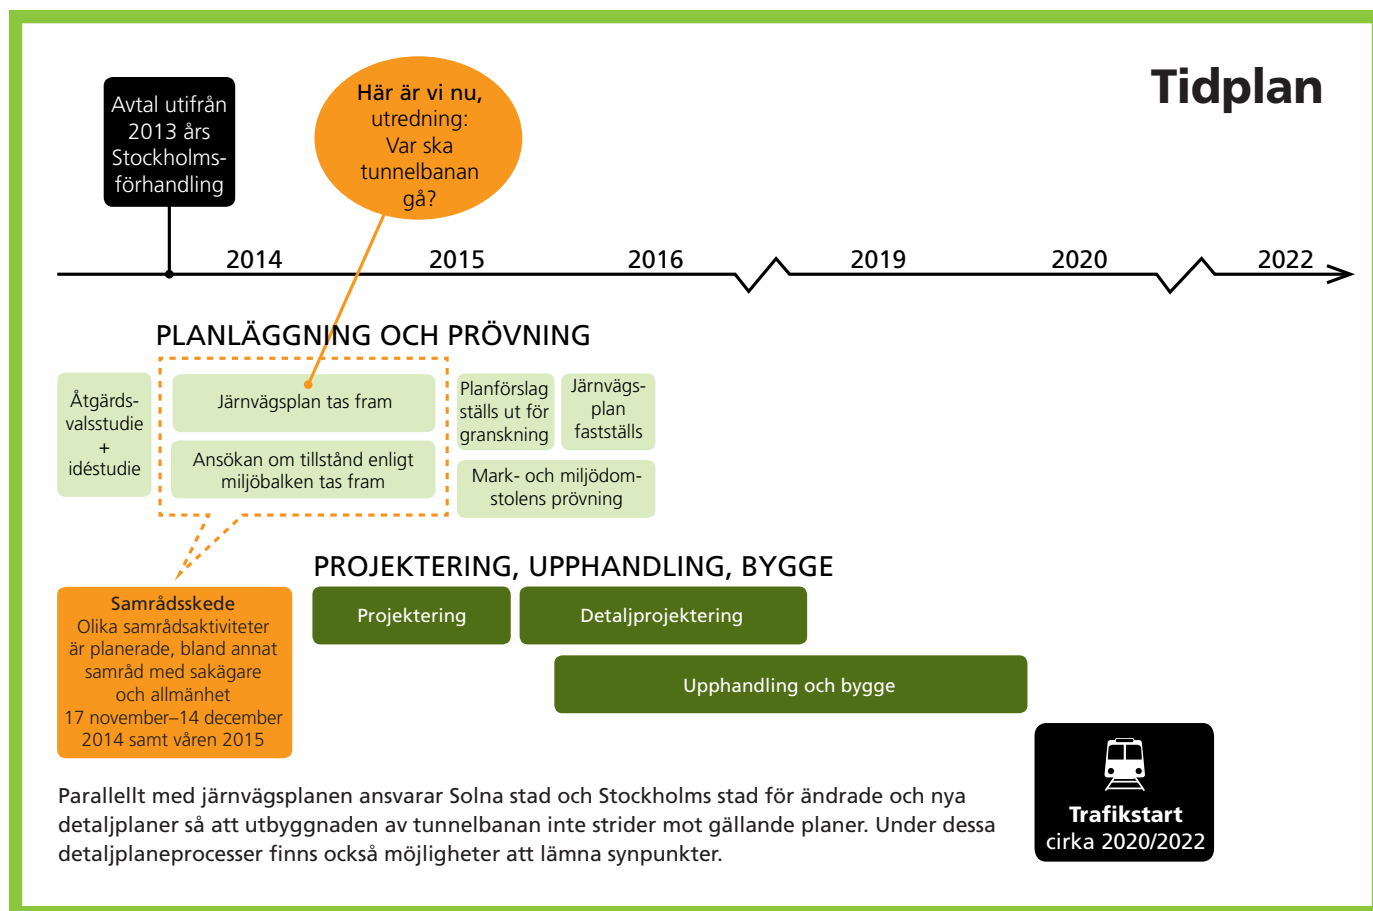 Tidplan
Avtal utifrån
2013 års
Stockholms-
förhandling
Här är vi nu,
utredning:
Var ska
tunnelbanan
gå?
2014
2015
2016
2019
2020
2022
PLANLÄGGNING OCH PRÖVNING
Åtgärds-
valsstudie
+
idéstudie
Järnvägsplan tas fram
Ansökan om tillstånd enligt
miljöbalken tas fram
Planförslag
ställs ut för
granskning
Järnvägs-
plan
fastställs
Mark- och miljödom-
stolens prövning
PROJEKTERING, UPPHANDLING, BYGGE
Projektering
Detaljprojektering
Upphandling och bygge
Samrådsskede
Olika samrådsaktiviteter
är planerade, bland annat
samråd med sakägare
och allmänhet
17 november–14 december
2014 samt våren 2015
Trafikstart
cirka 2020/2022
Parallellt med järnvägsplanen ansvarar Solna stad och Stockholms stad för ändrade och nya
detaljplaner så att utbyggnaden av tunnelbanan inte strider mot gällande planer. Under dessa
detaljplaneprocesser finns också möjligheter att lämna synpunkter.